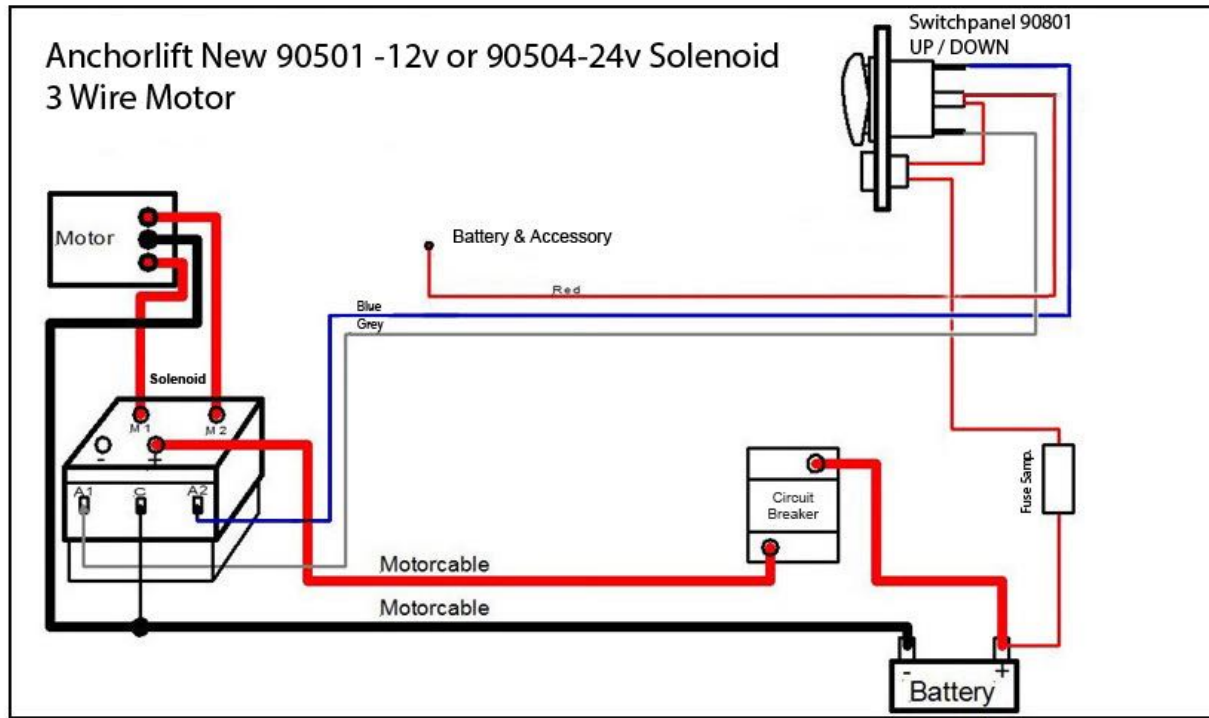 Anchorlift New 90501 -12v or 90504-24v Solenoid
3 Wire Motor
Switchpanel 90801
UP / DOWN
Motor
Battery & Accessory
Red
Blue
Grey
Solenoid
M 1
M 2
-
+
A1
C
A2
Circuit
Breaker
Fuse Samp.
Motorcable
Motorcable
-
+
Battery